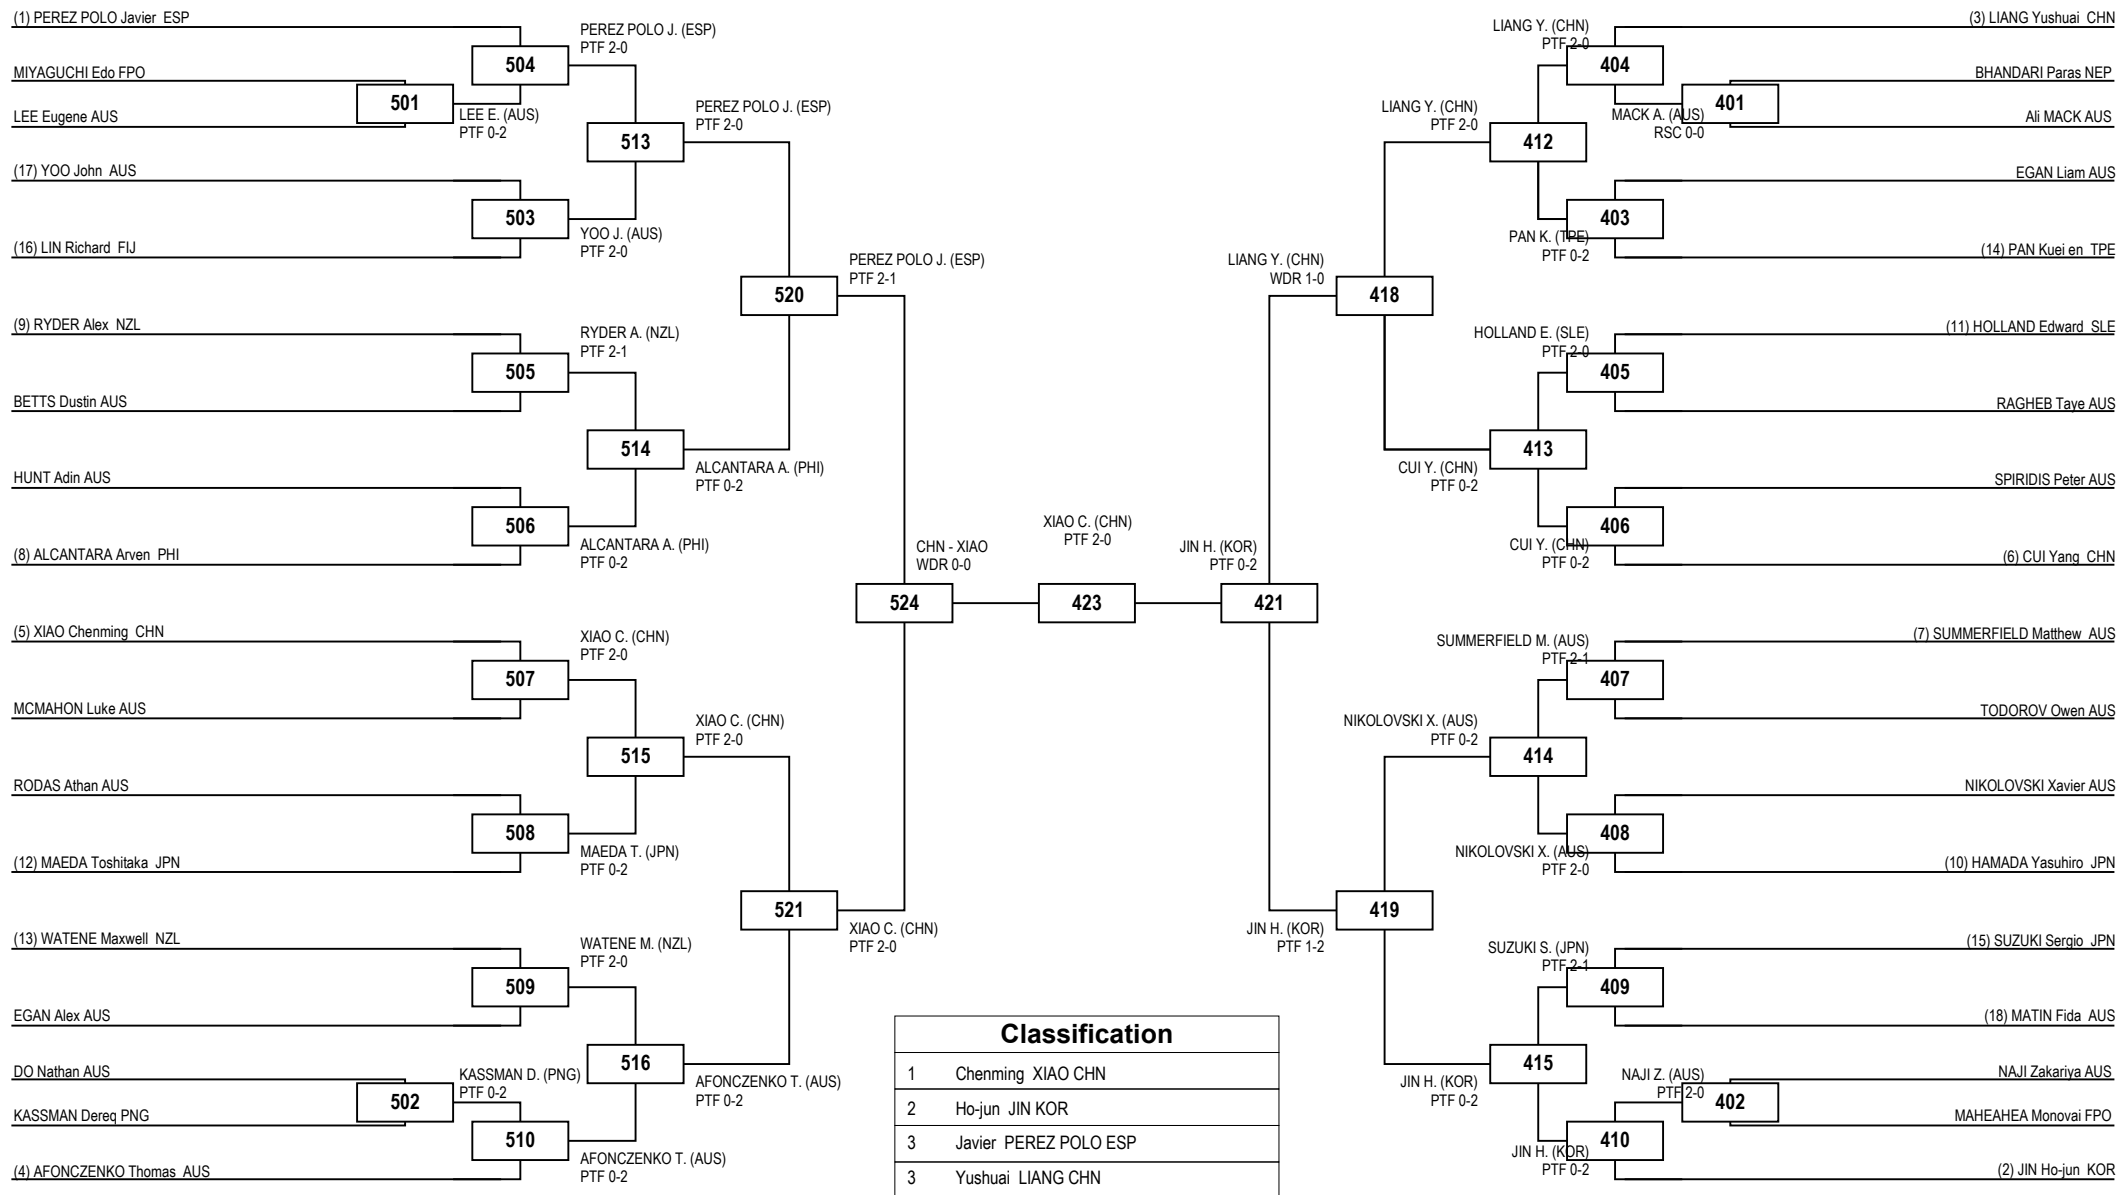 (1) PEREZ POLO Javier ESP
MIYAGUCHI Edo FPO
LEE Eugene AUS
(17) YOO John AUS
(16) LIN Richard FIJ
(9) RYDER Alex NZL
BETTS Dustin AUS
HUNT Adin AUS
(8) ALCANTARA Arven PHI
(5) XIAO Chenming CHN
MCMAHON Luke AUS
RODAS Athan AUS
(12) MAEDA Toshitaka JPN
(13) WATENE Maxwell NZL
EGAN Alex AUS
DO Nathan AUS
KASSMAN Dereq PNG
(4) AFONCZENKO Thomas AUS
501
LEE E. (AUS)
PTF 0-2
502
KASSMAN D. (PNG)
PTF 0-2
504
PEREZ POLO J. (ESP)
PTF 2-0
503
YOO J. (AUS)
PTF 2-0
505
RYDER A. (NZL)
PTF 2-1
506
ALCANTARA A. (PHI)
PTF 0-2
507
XIAO C. (CHN)
PTF 2-0
508
MAEDA T. (JPN)
PTF 0-2
509
WATENE M. (NZL)
PTF 2-0
510
AFONCZENKO T. (AUS)
PTF 0-2
513
PEREZ POLO J. (ESP)
PTF 2-0
514
ALCANTARA A. (PHI)
PTF 0-2
515
XIAO C. (CHN)
PTF 2-0
516
AFONCZENKO T. (AUS)
PTF 0-2
520
PEREZ POLO J. (ESP)
PTF 2-1
521
XIAO C. (CHN)
PTF 2-0
524
CHN - XIAO
WDR 0-0
XIAO C. (CHN)
PTF 2-0
423
JIN H. (KOR)
PTF 0-2
421
LIANG Y. (CHN)
WDR 1-0
418
JIN H. (KOR)
PTF 1-2
419
LIANG Y. (CHN)
PTF 2-0
412
CUI Y. (CHN)
PTF 0-2
413
NIKOLOVSKI X. (AUS)
PTF 0-2
414
JIN H. (KOR)
PTF 0-2
415
LIANG Y. (CHN)
PTF 2-0
404
PAN K. (TPE)
PTF 0-2
403
HOLLAND E. (SLE)
PTF 2-0
405
CUI Y. (CHN)
PTF 0-2
406
SUMMERFIELD M. (AUS)
PTF 2-1
407
NIKOLOVSKI X. (AUS)
PTF 2-0
408
SUZUKI S. (JPN)
PTF 2-1
409
JIN H. (KOR)
PTF 0-2
410
MACK A. (AUS)
RSC 0-0
401
NAJI Z. (AUS)
PTF 2-0
402
(3) LIANG Yushuai CHN
BHANDARI Paras NEP
Ali MACK AUS
EGAN Liam AUS
(14) PAN Kuei en TPE
(11) HOLLAND Edward SLE
RAGHEB Taye AUS
SPIRIDIS Peter AUS
(6) CUI Yang CHN
(7) SUMMERFIELD Matthew AUS
TODOROV Owen AUS
NIKOLOVSKI Xavier AUS
(10) HAMADA Yasuhiro JPN
(15) SUZUKI Sergio JPN
(18) MATIN Fida AUS
NAJI Zakariya AUS
MAHEAHEA Monovai FPO
(2) JIN Ho-jun KOR
Classification
1 Chenming XIAO CHN
2 Ho-jun JIN KOR
3 Javier PEREZ POLO ESP
3 Yushuai LIANG CHN